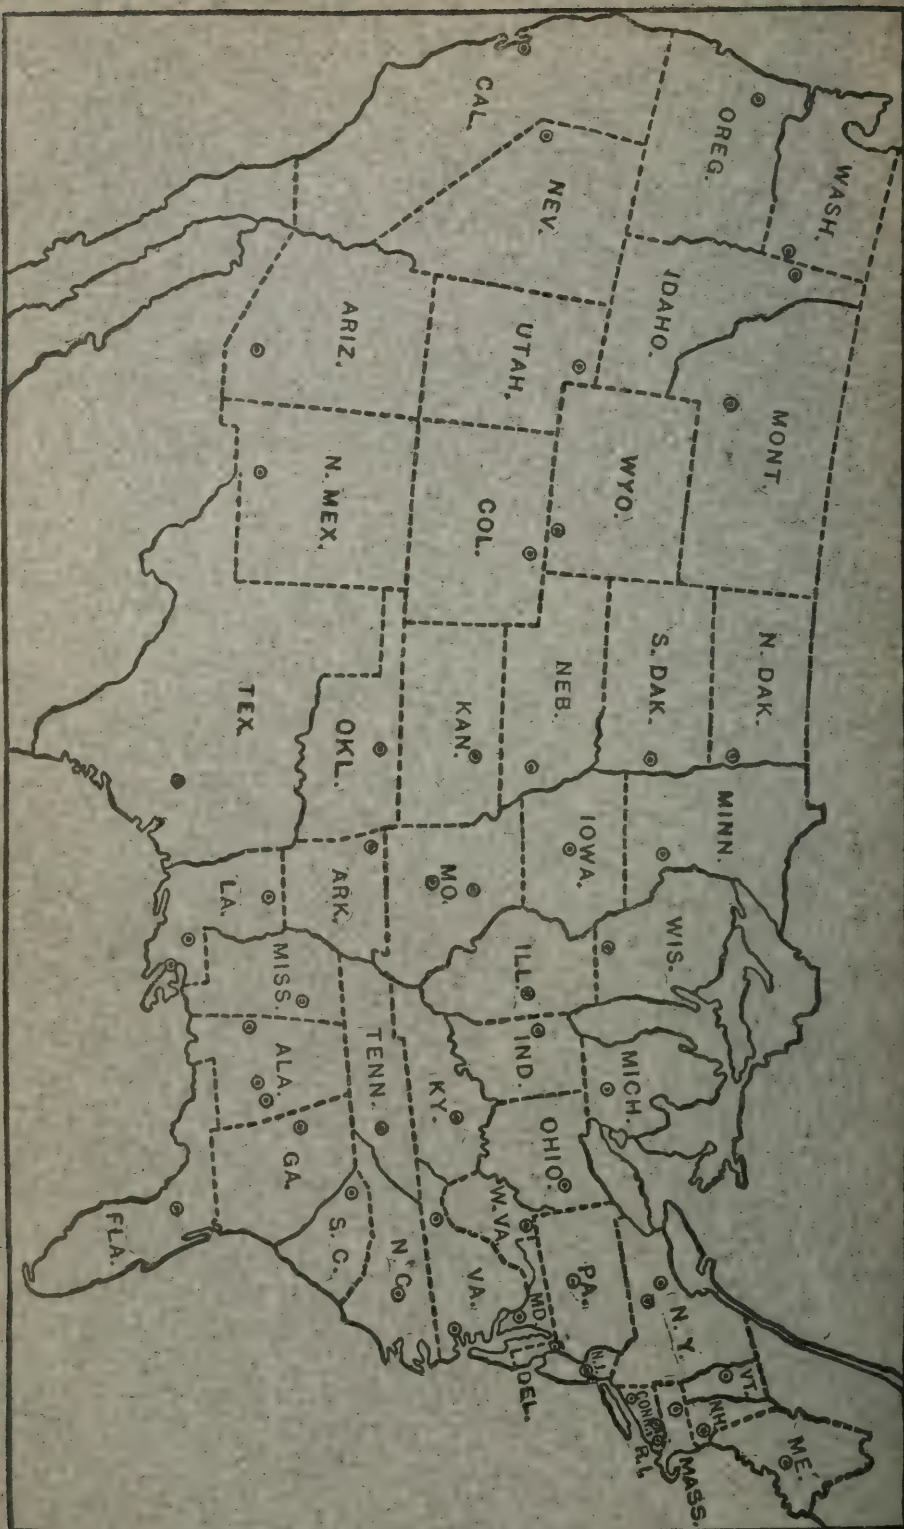 WASH.
OREG.
CAL.
NEV.
IDAHO.
MONT.
WYO.
UTAH,
ARIZ.
COL.
N. MEX.
N. DAK.
S. DAK.
NEB.
KAN.
OKL.
TEX.
MINN.
IOWA.
MO.
ARK.
LA.
WIS.
ILL.
MICH.
IND.
OHIO.
KY.
TENN.
MISS.
ALA.
GA.
FLA.
S. C.
N. C.
VA.
W. VA.
MD.
DEL.
PA.
N.J.
N. Y.
CONN.
R.I.
MASS.
VT.
N.H.
ME.